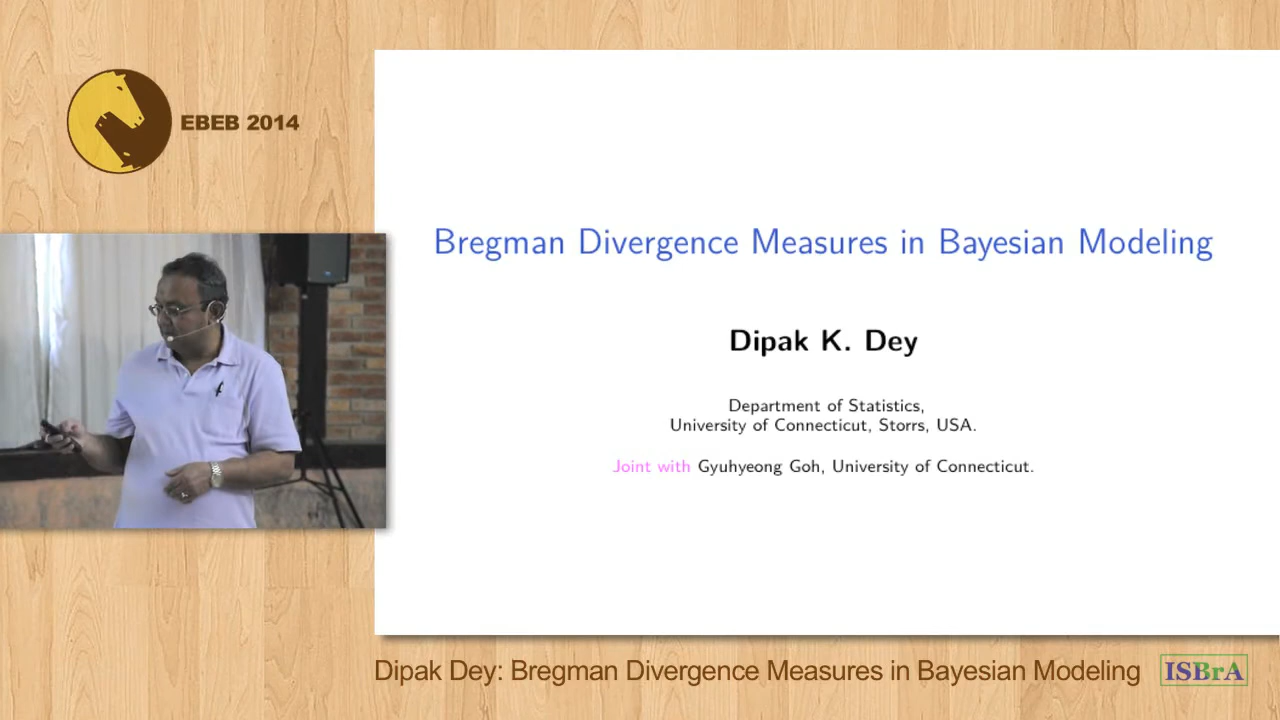 EBEB 2014
Bregman Divergence Measures in Bayesian Modeling
Dipak K. Dey
Department of Statistics,
University of Connecticut, Storrs, USA.
Joint with Gyuhyeong Goh, University of Connecticut.
Dipak Dey: Bregman Divergence Measures in Bayesian Modeling
ISBrA